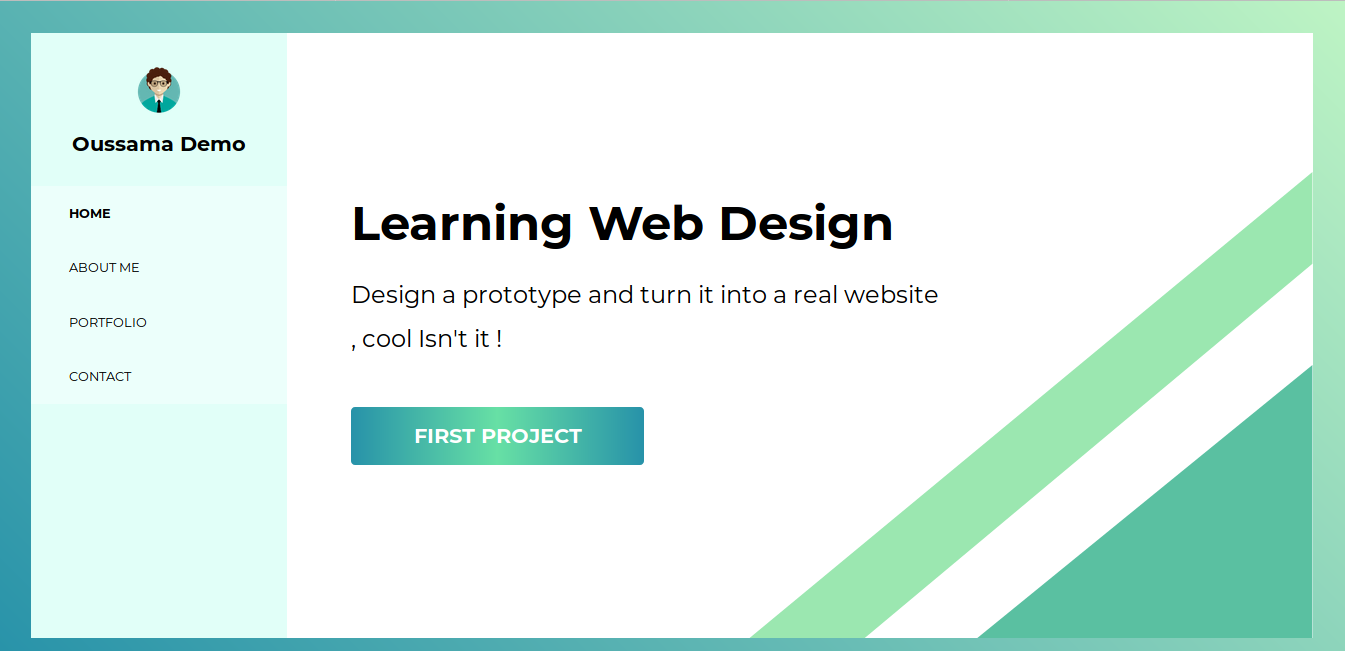 Oussama Demo
HOME
ABOUT ME
PORTFOLIO
CONTACT
Learning Web Design
Design a prototype and turn it into a real website
, cool Isn't it !
FIRST PROJECT